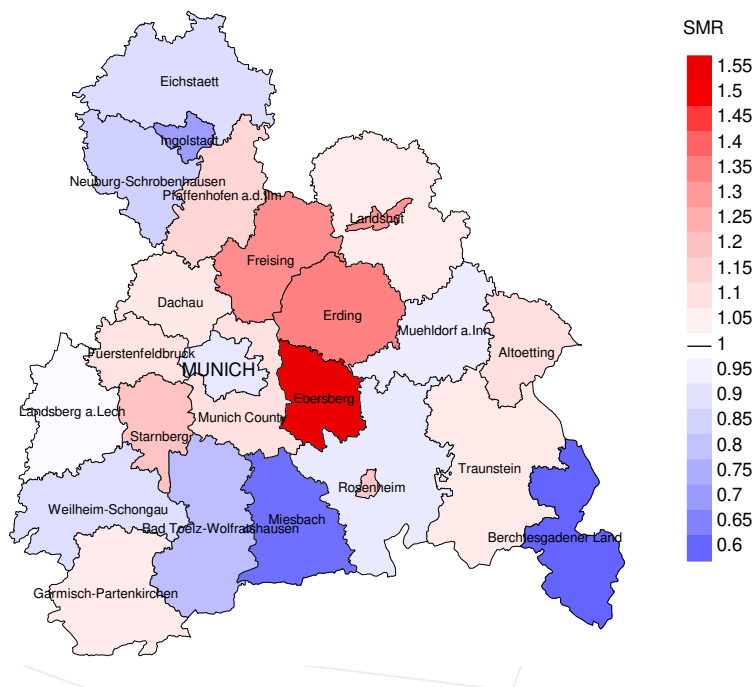 SMR
1.55
1.5
1.45
1.4
1.35
1.3
1.25
1.2
1.15
1.1
1.05
1
0.95
0.9
0.85
0.8
0.75
0.7
0.65
0.6
Eichstaett
Ingolstadt
Neuburg-Schrobenhausen
Pfaffenhofen a.d.Ilm
Landshut
Freising
Dachau
Erding
Muehldorf a.Inn
Altoetting
Fuerstenfeldbruck
MUNICH
Ebersberg
Landsberg a.Lech
Munich County
Starnberg
Traunstein
Rosenheim
Weilheim-Schongau
Miesbach
Bad Toelz-Wolfratshausen
Berchtesgadener Land
Garmisch-Partenkirchen